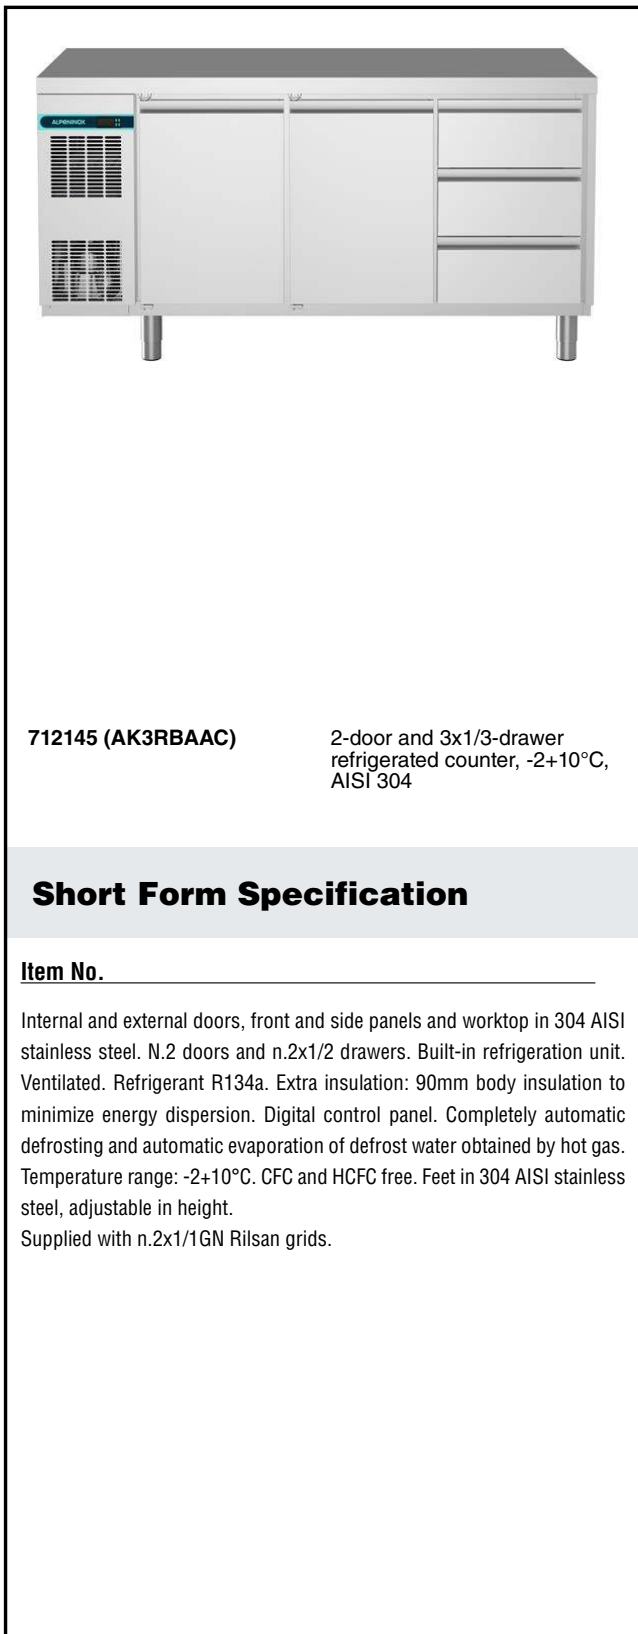 ALPENINOX
712145 (AK3RBAAC)
2-door and 3x1/3-drawer
refrigerated counter, -2+10°C,
AISI 304
Short Form Specification
Item No.
Internal and external doors, front and side panels and worktop in 304 AISI
stainless steel. N.2 doors and n.2x1/2 drawers. Built-in refrigeration unit.
Ventilated. Refrigerant R134a. Extra insulation: 90mm body insulation to
minimize energy dispersion. Digital control panel. Completely automatic
defrosting and automatic evaporation of defrost water obtained by hot gas.
Temperature range: -2+10°C. CFC and HCFC free. Feet in 304 AISI stainless
steel, adjustable in height.
Supplied with n.2x1/1GN Rilsan grids.